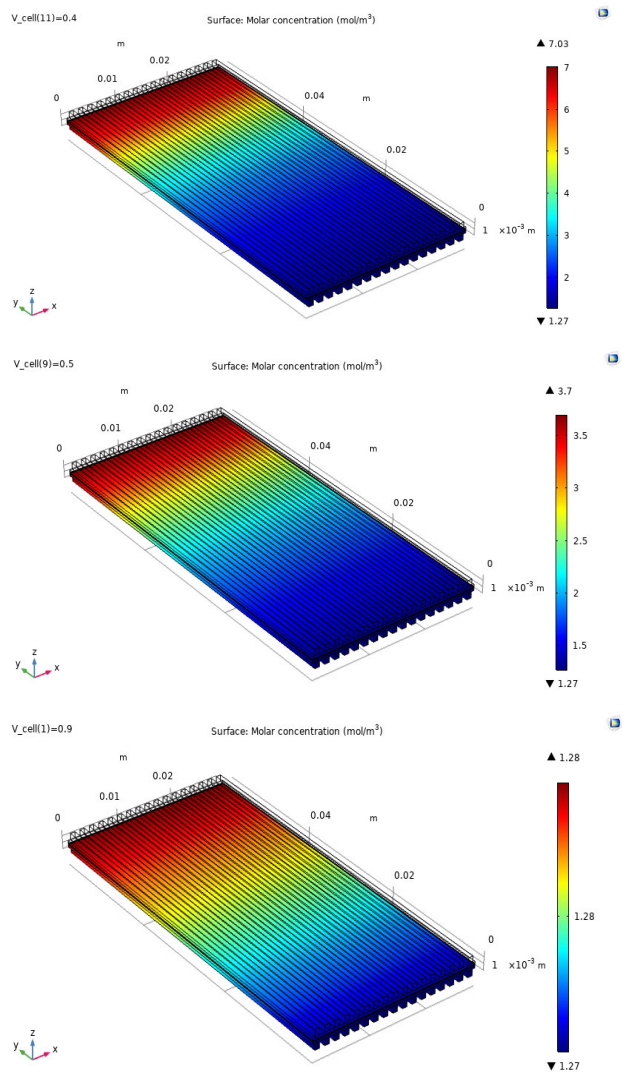 V_cell(11)=0.4
Surface: Molar concentration (mol/m³)
m
0.02
0.01
0
0.04
m
0.02
0
1 ×10⁻³ m
▲ 7.03
7
6
5
4
3
2
▼ 1.27
y z x
V_cell(9)=0.5
Surface: Molar concentration (mol/m³)
m
0.02
0.01
0
0.04
m
0.02
0
1 ×10⁻³ m
▲ 3.7
3.5
3
2.5
2
1.5
▼ 1.27
y z x
V_cell(1)=0.9
Surface: Molar concentration (mol/m³)
m
0.02
0.01
0
0.04
m
0.02
0
1 ×10⁻³ m
▲ 1.28
1.28
▼ 1.27
y z x